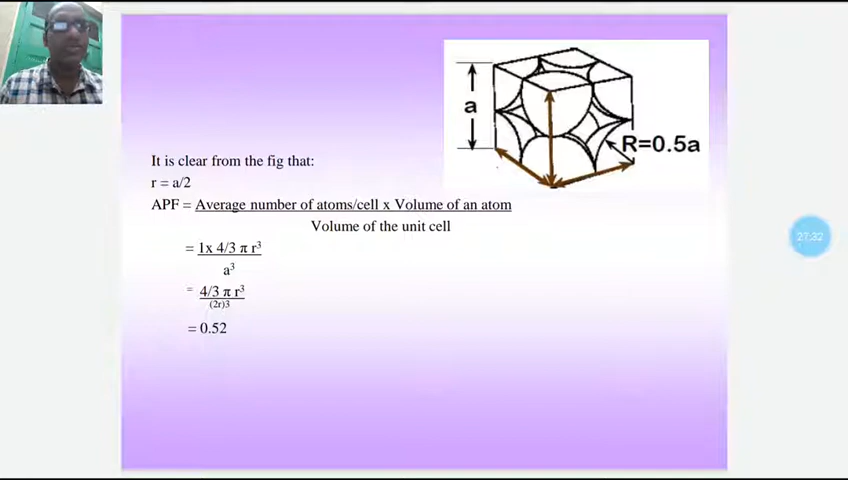 a
R=0.5a
It is clear from the fig that:
r = a/2
APF = Average number of atoms/cell x Volume of an atom
Volume of the unit cell
= 1x 4/3 π r³
a³
= 4/3 π r³
(2r)3
= 0.52
27:32